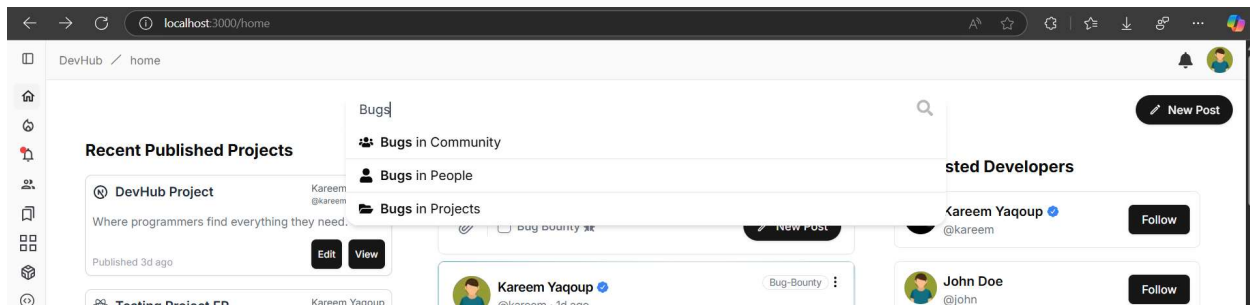 localhost:3000/home
DevHub / home
Bugs
New Post
Bugs in Community
Bugs in People
Bugs in Projects
Recent Published Projects
DevHub Project
Kareem
@kareem
Where programmers find everything they need.
Published 3d ago
Edit
View
Testing Project FR
Kareem Yaqoup
Bug Bounty
New Post
Kareem Yaqoup
@kareem · 1d ago
Bug-Bounty
sted Developers
Kareem Yaqoup
@kareem
Follow
John Doe
@john
Follow